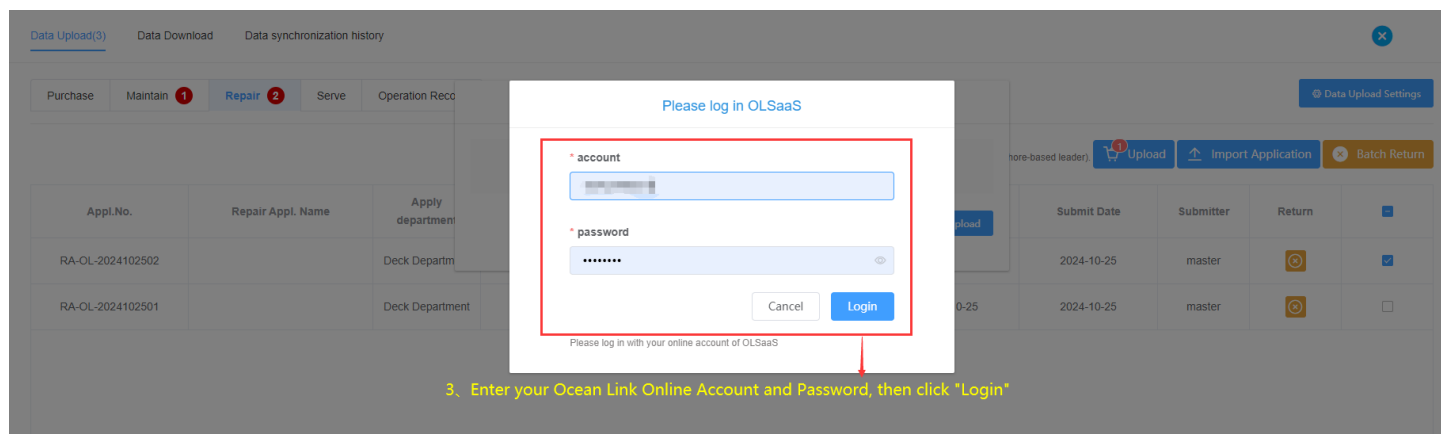 Data Upload(3) Data Download Data synchronization history
Purchase Maintain 1 Repair 2 Serve Operation Reco
Data Upload Settings
Please log in OLSaaS
* account
* password
Cancel Login
Please log in with your online account of OLSaaS
hore-based leader).
1
Upload Import Application Batch Return
pload
Appl.No. Repair Appl. Name Apply department Submit Date Submitter Return
RA-OL-2024102502 Deck Departm 2024-10-25 master
RA-OL-2024102501 Deck Department 0-25 2024-10-25 master
3、Enter your Ocean Link Online Account and Password, then click "Login"